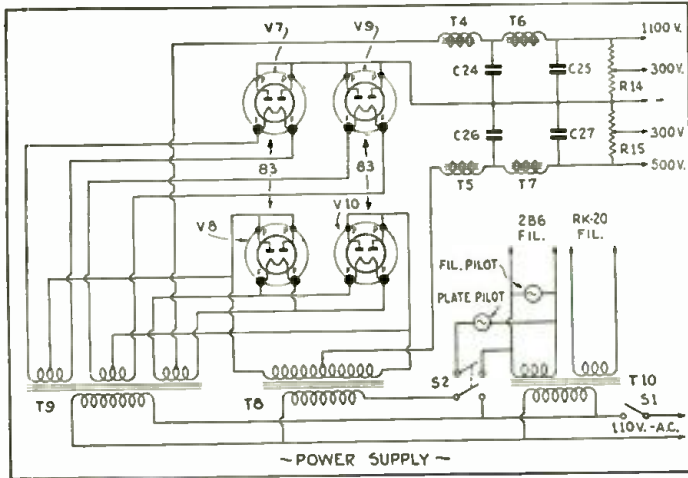 V7
V9
T4
T6
1100 V.
C24
C25
300V.
R14
C26
C27
300V
R15
83
83
500V.
T5
T7
V8
V10
2B6
FIL.
RK-20
FIL.
FIL. PILOT
PLATE PILOT
S2
T9
T8
T10
S1
110V.-A.C.
~POWER SUPPLY~